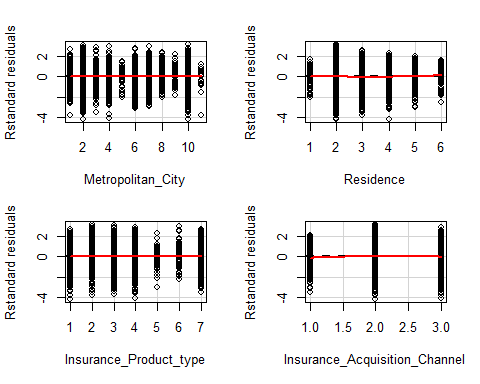 Rstandard residuals
2
0
-4
2 4 6 8 10
Metropolitan_City
Rstandard residuals
2
0
-4
1 2 3 4 5 6
Residence
Rstandard residuals
2
0
-4
1 2 3 4 5 6 7
Insurance_Product_type
Rstandard residuals
2
0
-4
1.0 1.5 2.0 2.5 3.0
Insurance_Acquisition_Channel